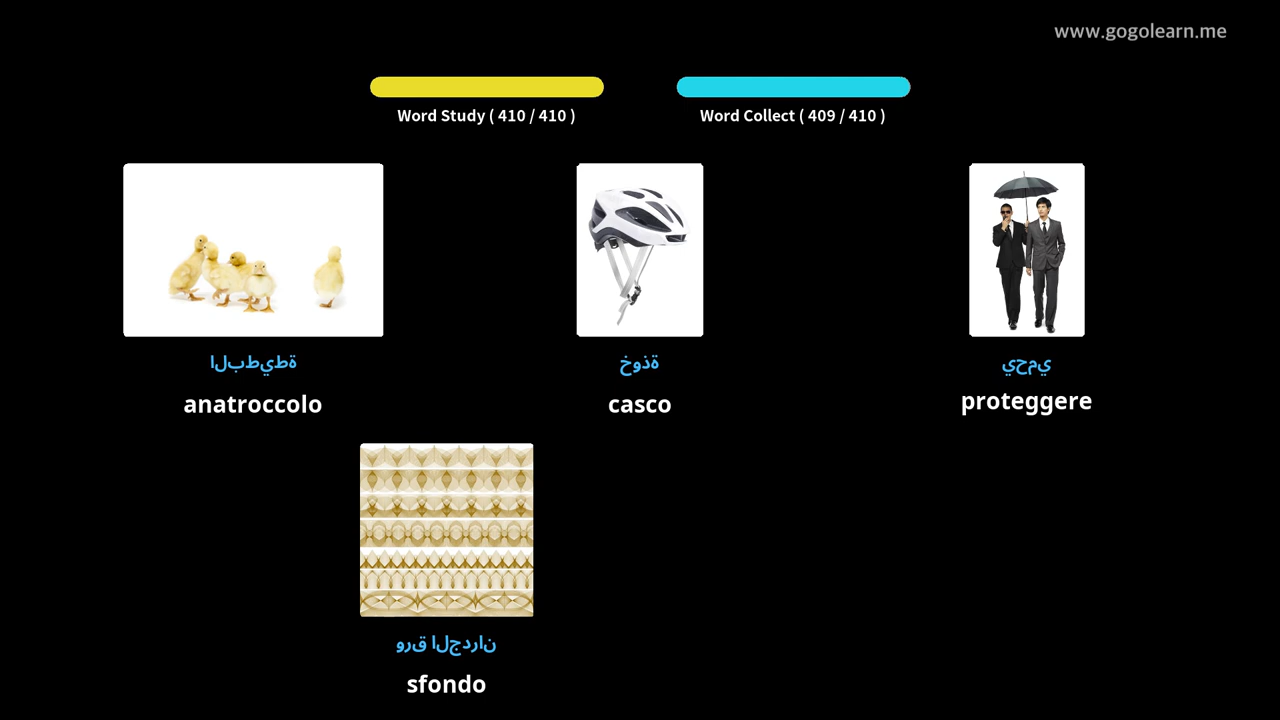 www.gogolearn.me
Word Study ( 410 / 410 )
Word Collect ( 409 / 410 )
البطيطة
anatroccolo
خوذة
casco
يحمي
proteggere
ورق الجدران
sfondo